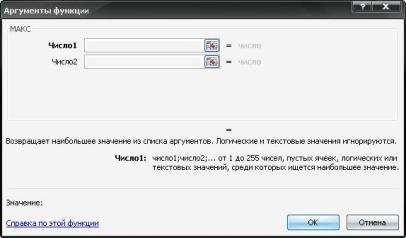 Аргументы функции
МАКС
Число1 = число
Число2 = число
=
Возвращает наибольшее значение из списка аргументов. Логические и текстовые значения игнорируются.
Число1: число1;число2;... от 1 до 255 чисел, пустых ячеек, логических или
текстовых значений, среди которых ищется наибольшее значение.
Значение:
Справка по этой функции
ОК
Отмена